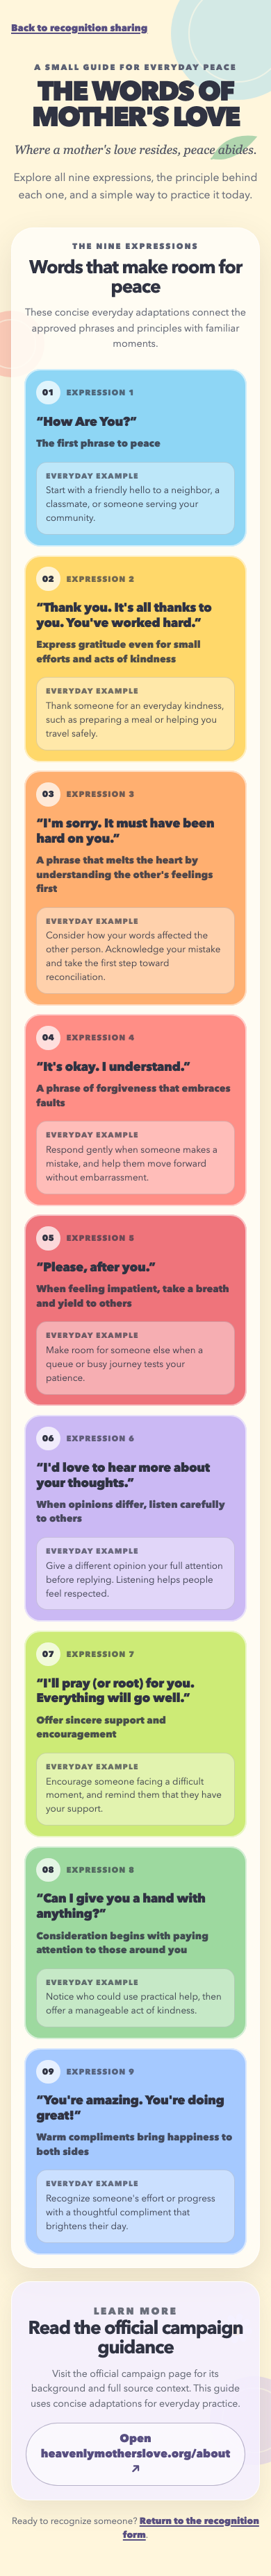 Back to recognition sharing
A SMALL GUIDE FOR EVERYDAY PEACE
THE WORDS OF
MOTHER'S LOVE
Where a mother's love resides, peace abides.
Explore all nine expressions, the principle behind
each one, and a simple way to practice it today.
THE NINE EXPRESSIONS
Words that make room for
peace
These concise everyday adaptations connect the
approved phrases and principles with familiar
moments.
01 EXPRESSION 1
“How Are You?”
The first phrase to peace
EVERYDAY EXAMPLE
Start with a friendly hello to a neighbor, a
classmate, or someone serving your
community.
02 EXPRESSION 2
“Thank you. It's all thanks to
you. You've worked hard.”
Express gratitude even for small
efforts and acts of kindness
EVERYDAY EXAMPLE
Thank someone for an everyday kindness,
such as preparing a meal or helping you
travel safely.
03 EXPRESSION 3
“I'm sorry. It must have been
hard on you.”
A phrase that melts the heart by
understanding the other's feelings
first
EVERYDAY EXAMPLE
Consider how your words affected the
other person. Acknowledge your mistake
and take the first step toward
reconciliation.
04 EXPRESSION 4
“It's okay. I understand.”
A phrase of forgiveness that embraces
faults
EVERYDAY EXAMPLE
Respond gently when someone makes a
mistake, and help them move forward
without embarrassment.
05 EXPRESSION 5
“Please, after you.”
When feeling impatient, take a breath
and yield to others
EVERYDAY EXAMPLE
Make room for someone else when a
queue or busy journey tests your
patience.
06 EXPRESSION 6
“I'd love to hear more about
your thoughts.”
When opinions differ, listen carefully
to others
EVERYDAY EXAMPLE
Give a different opinion your full attention
before replying. Listening helps people
feel respected.
07 EXPRESSION 7
“I'll pray (or root) for you.
Everything will go well.”
Offer sincere support and
encouragement
EVERYDAY EXAMPLE
Encourage someone facing a difficult
moment, and remind them that they have
your support.
08 EXPRESSION 8
“Can I give you a hand with
anything?”
Consideration begins with paying
attention to those around you
EVERYDAY EXAMPLE
Notice who could use practical help, then
offer a manageable act of kindness.
09 EXPRESSION 9
“You're amazing. You're doing
great!”
Warm compliments bring happiness to
both sides
EVERYDAY EXAMPLE
Recognize someone's effort or progress
with a thoughtful compliment that
brightens their day.
LEARN MORE
Read the official campaign
guidance
Visit the official campaign page for its
background and full source context. This guide
uses concise adaptations for everyday practice.
Open
heavenlymotherslove.org/about
↗
Ready to recognize someone? Return to the recognition
form.